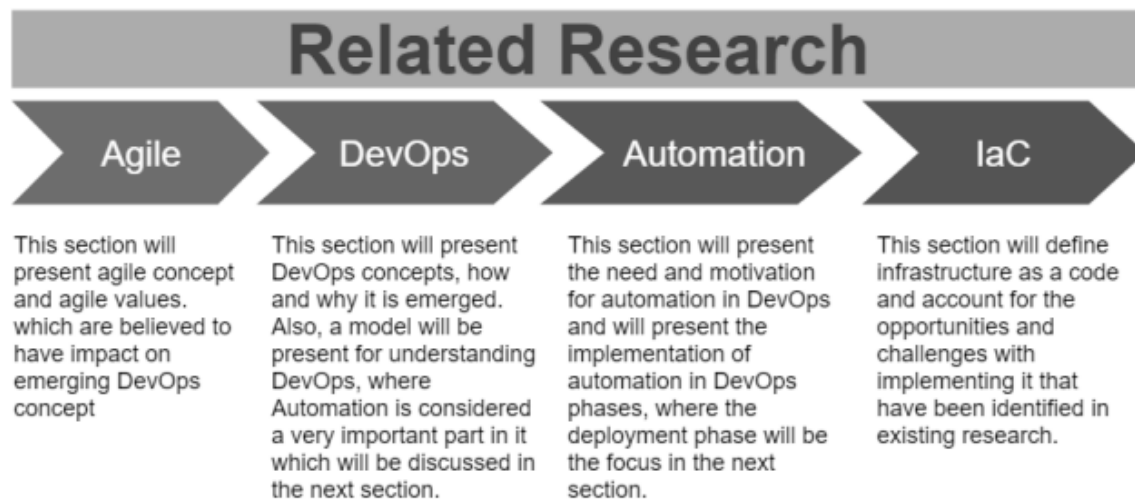 Related Research
Agile
DevOps
Automation
IaC
This section will
present agile concept
and agile values.
which are believed to
have impact on
emerging DevOps
concept
This section will present
DevOps concepts, how
and why it is emerged.
Also, a model will be
present for understanding
DevOps, where
Automation is considered
a very important part in it
which will be discussed in
the next section.
This section will present
the need and motivation
for automation in DevOps
and will present the
implementation of
automation in DevOps
phases, where the
deployment phase will be
the focus in the next
section.
This section will define
infrastructure as a code
and account for the
opportunities and
challenges with
implementing it that
have been identified in
existing research.